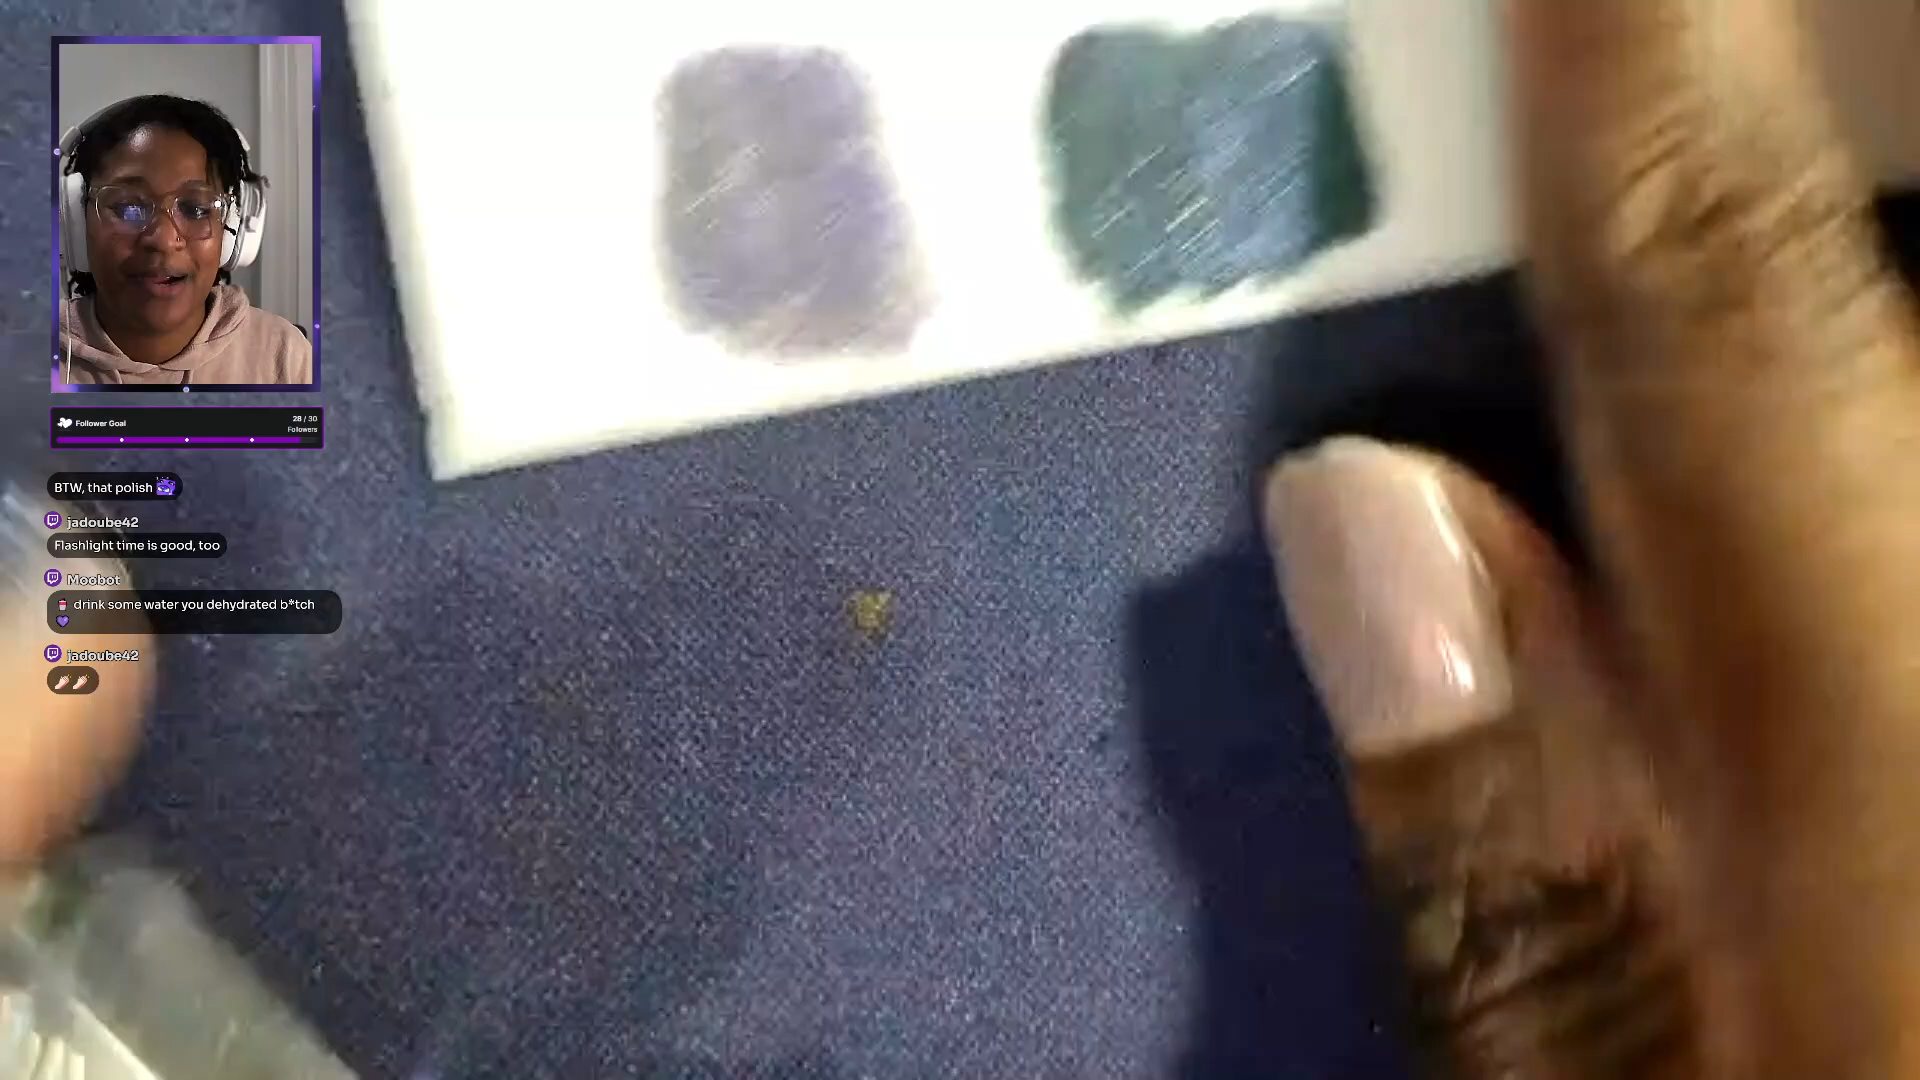 Follower Goal
28 / 30
Followers
BTW, that polish
jadoube42
Flashlight time is good, too
Moobot
drink some water you dehydrated b*tch
jadoube42